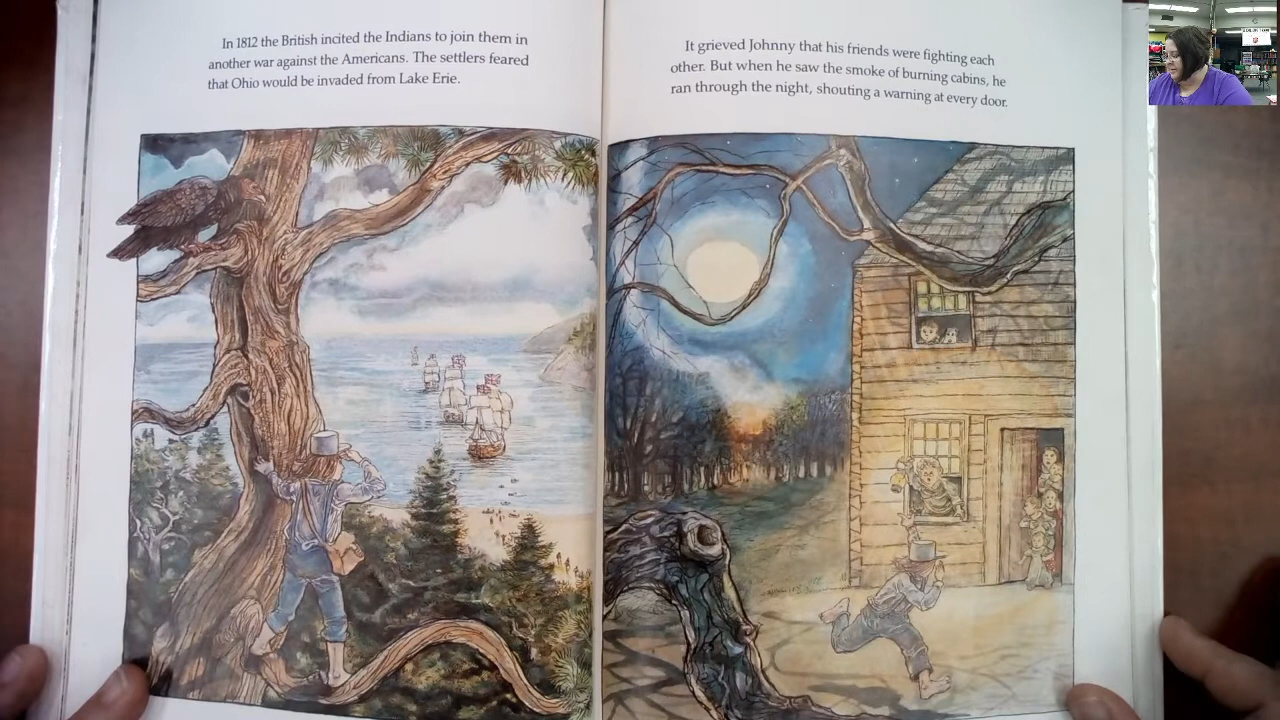 In 1812 the British incited the Indians to join them in
another war against the Americans. The settlers feared
that Ohio would be invaded from Lake Erie.
It grieved Johnny that his friends were fighting each
other. But when he saw the smoke of burning cabins, he
ran through the night, shouting a warning at every door.